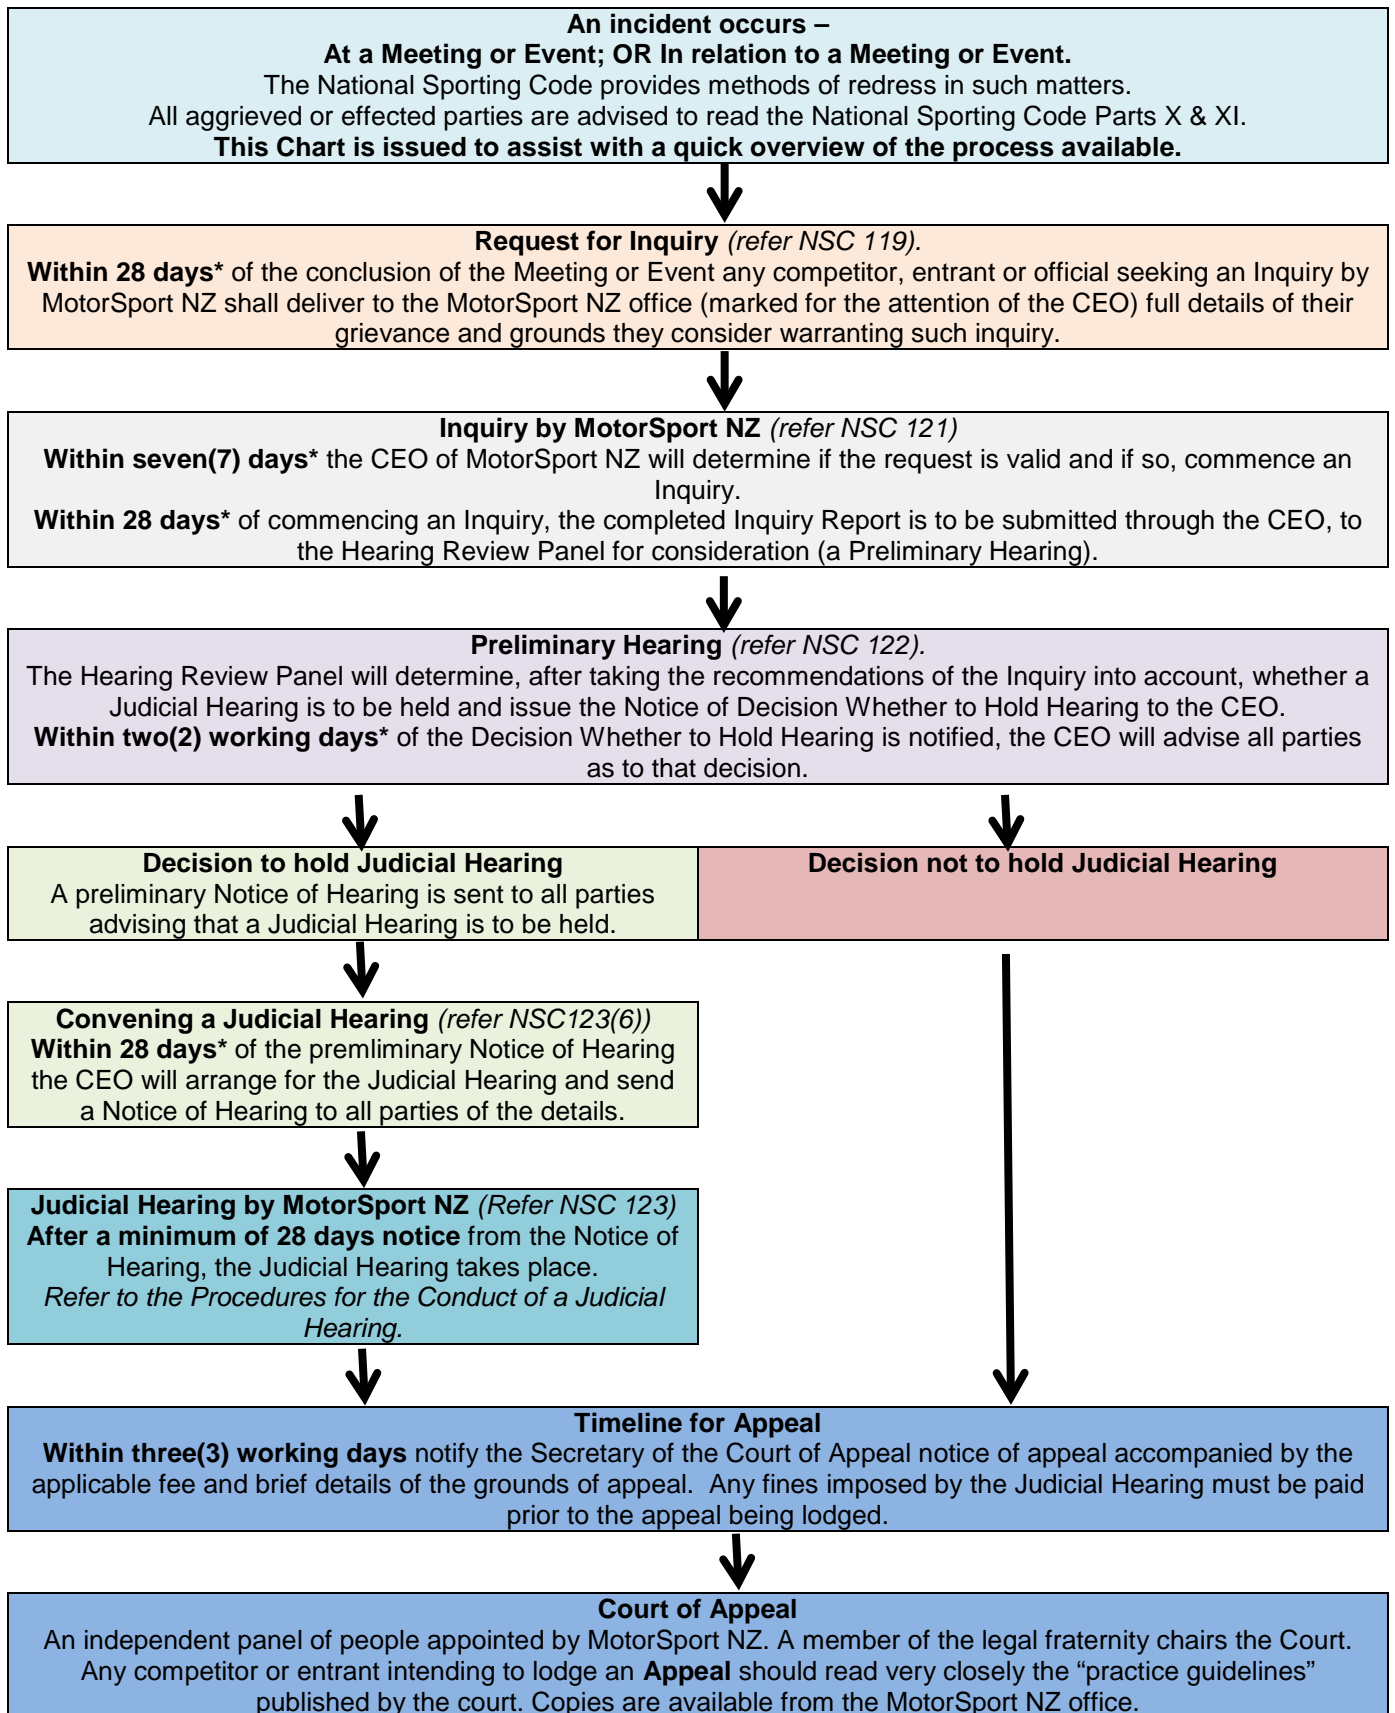 An incident occurs –
At a Meeting or Event; OR In relation to a Meeting or Event.
The National Sporting Code provides methods of redress in such matters.
All aggrieved or effected parties are advised to read the National Sporting Code Parts X & XI.
This Chart is issued to assist with a quick overview of the process available.
Request for Inquiry (refer NSC 119).
Within 28 days* of the conclusion of the Meeting or Event any competitor, entrant or official seeking an Inquiry by
MotorSport NZ shall deliver to the MotorSport NZ office (marked for the attention of the CEO) full details of their
grievance and grounds they consider warranting such inquiry.
Inquiry by MotorSport NZ (refer NSC 121)
Within seven(7) days* the CEO of MotorSport NZ will determine if the request is valid and if so, commence an
Inquiry.
Within 28 days* of commencing an Inquiry, the completed Inquiry Report is to be submitted through the CEO, to
the Hearing Review Panel for consideration (a Preliminary Hearing).
Preliminary Hearing (refer NSC 122).
The Hearing Review Panel will determine, after taking the recommendations of the Inquiry into account, whether a
Judicial Hearing is to be held and issue the Notice of Decision Whether to Hold Hearing to the CEO.
Within two(2) working days* of the Decision Whether to Hold Hearing is notified, the CEO will advise all parties
as to that decision.
Decision to hold Judicial Hearing
A preliminary Notice of Hearing is sent to all parties
advising that a Judicial Hearing is to be held.
Decision not to hold Judicial Hearing
Convening a Judicial Hearing (refer NSC123(6))
Within 28 days* of the premliminary Notice of Hearing
the CEO will arrange for the Judicial Hearing and send
a Notice of Hearing to all parties of the details.
Judicial Hearing by MotorSport NZ (Refer NSC 123)
After a minimum of 28 days notice from the Notice of
Hearing, the Judicial Hearing takes place.
Refer to the Procedures for the Conduct of a Judicial
Hearing.
Timeline for Appeal
Within three(3) working days notify the Secretary of the Court of Appeal notice of appeal accompanied by the
applicable fee and brief details of the grounds of appeal.  Any fines imposed by the Judicial Hearing must be paid
prior to the appeal being lodged.
Court of Appeal
An independent panel of people appointed by MotorSport NZ. A member of the legal fraternity chairs the Court.
Any competitor or entrant intending to lodge an Appeal should read very closely the “practice guidelines”
published by the court. Copies are available from the MotorSport NZ office.